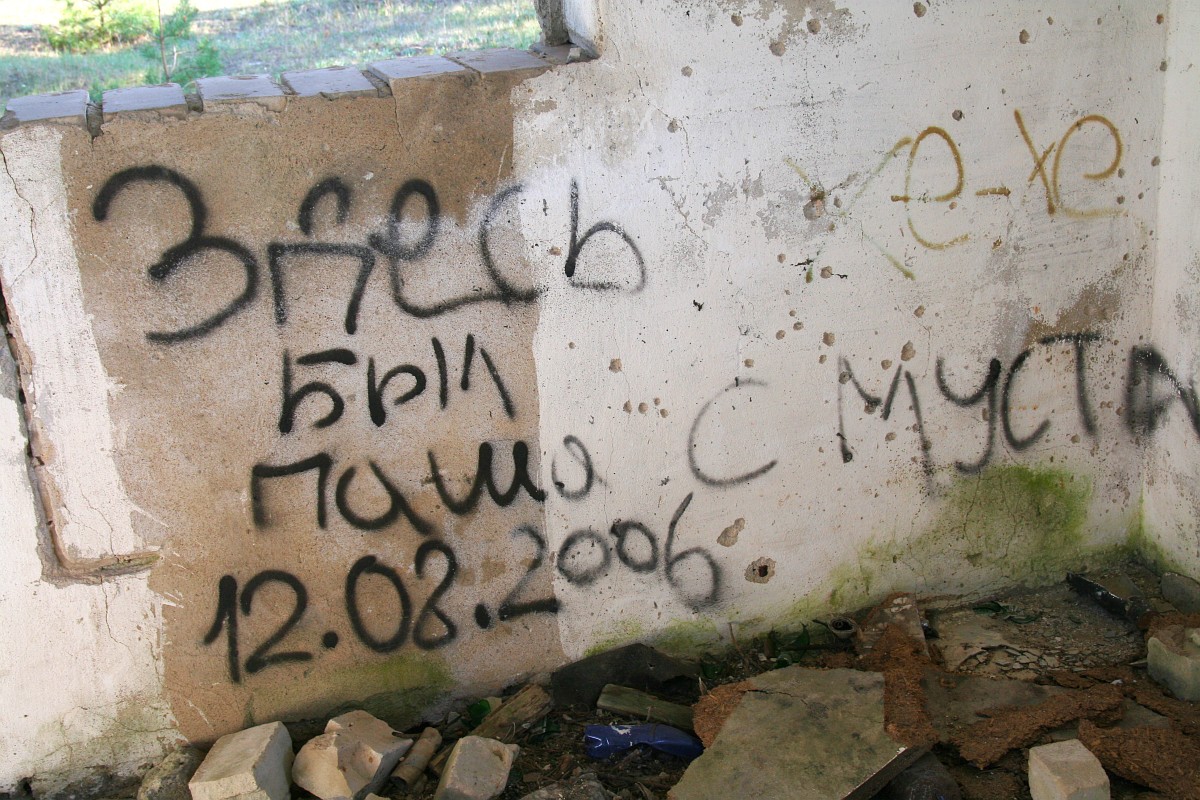 Здесь
был
паша с муста
12.08.2006
хе-хе